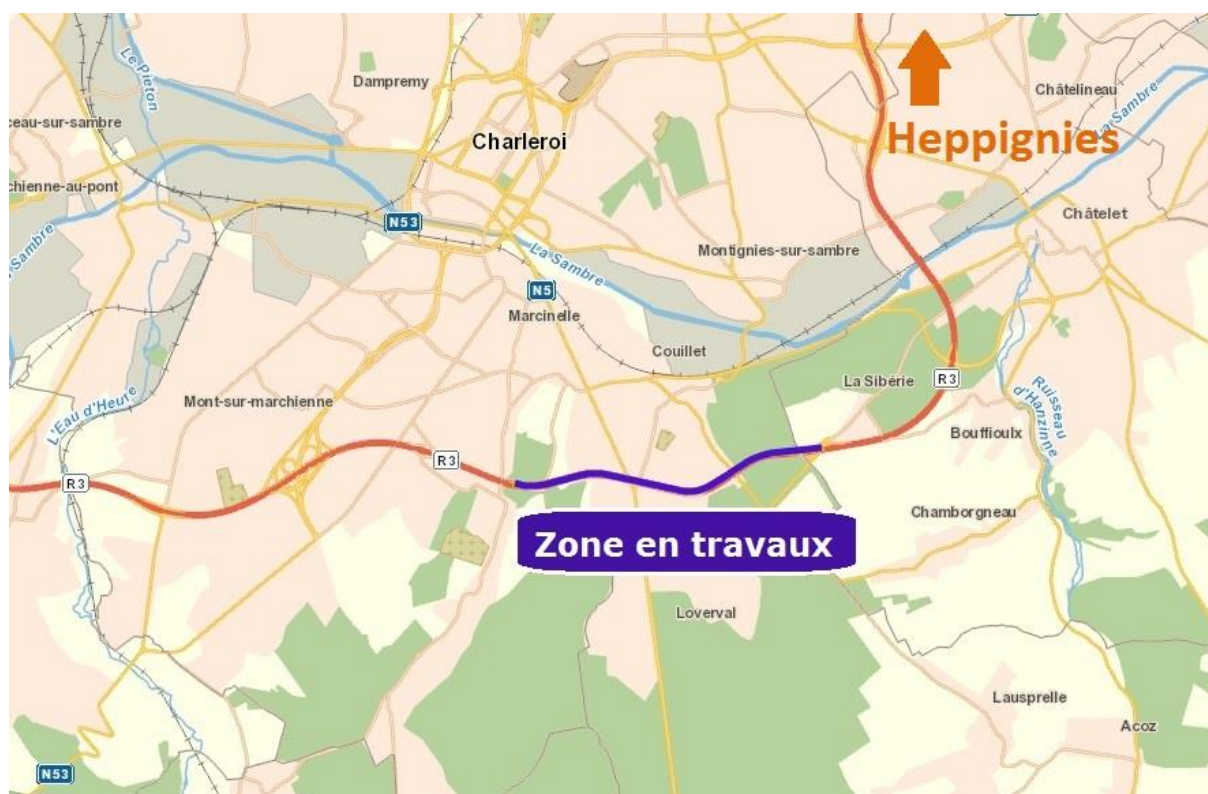 Le Pieton
Dampremy
Châtelineau
ceau-sur-sambre
La Sambre
Charleroi
Heppignies
chienne-au-pont
N53
Châtelet
Sambre
La Sambre
Montignies-sur-sambre
N5
Marcinelle
Couillet
La Sibérie
R3
L'Eau d'Heure
Mont-sur-marchienne
Ruisseau
d'Hanzinne
Bouffioulx
R3
R3
Chamborgneau
Zone en travaux
Loverval
Lausprelle
Acoz
N53